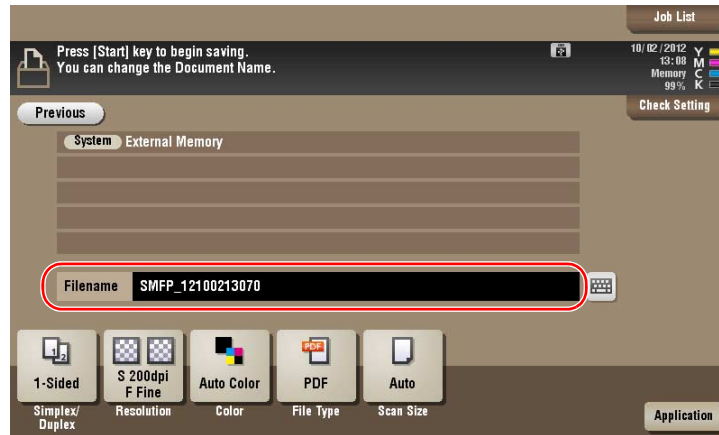 Job List
Press [Start] key to begin saving.
You can change the Document Name.
10/02/2012
13:08
Memory
99%
Y
M
C
K
Previous
Check Setting
System External Memory
Filename SMFP_12100213070
1 2
1-Sided
S 200dpi
F Fine
Auto Color
PDF
PDF
Auto
Simplex/
Duplex
Resolution
Color
File Type
Scan Size
Application